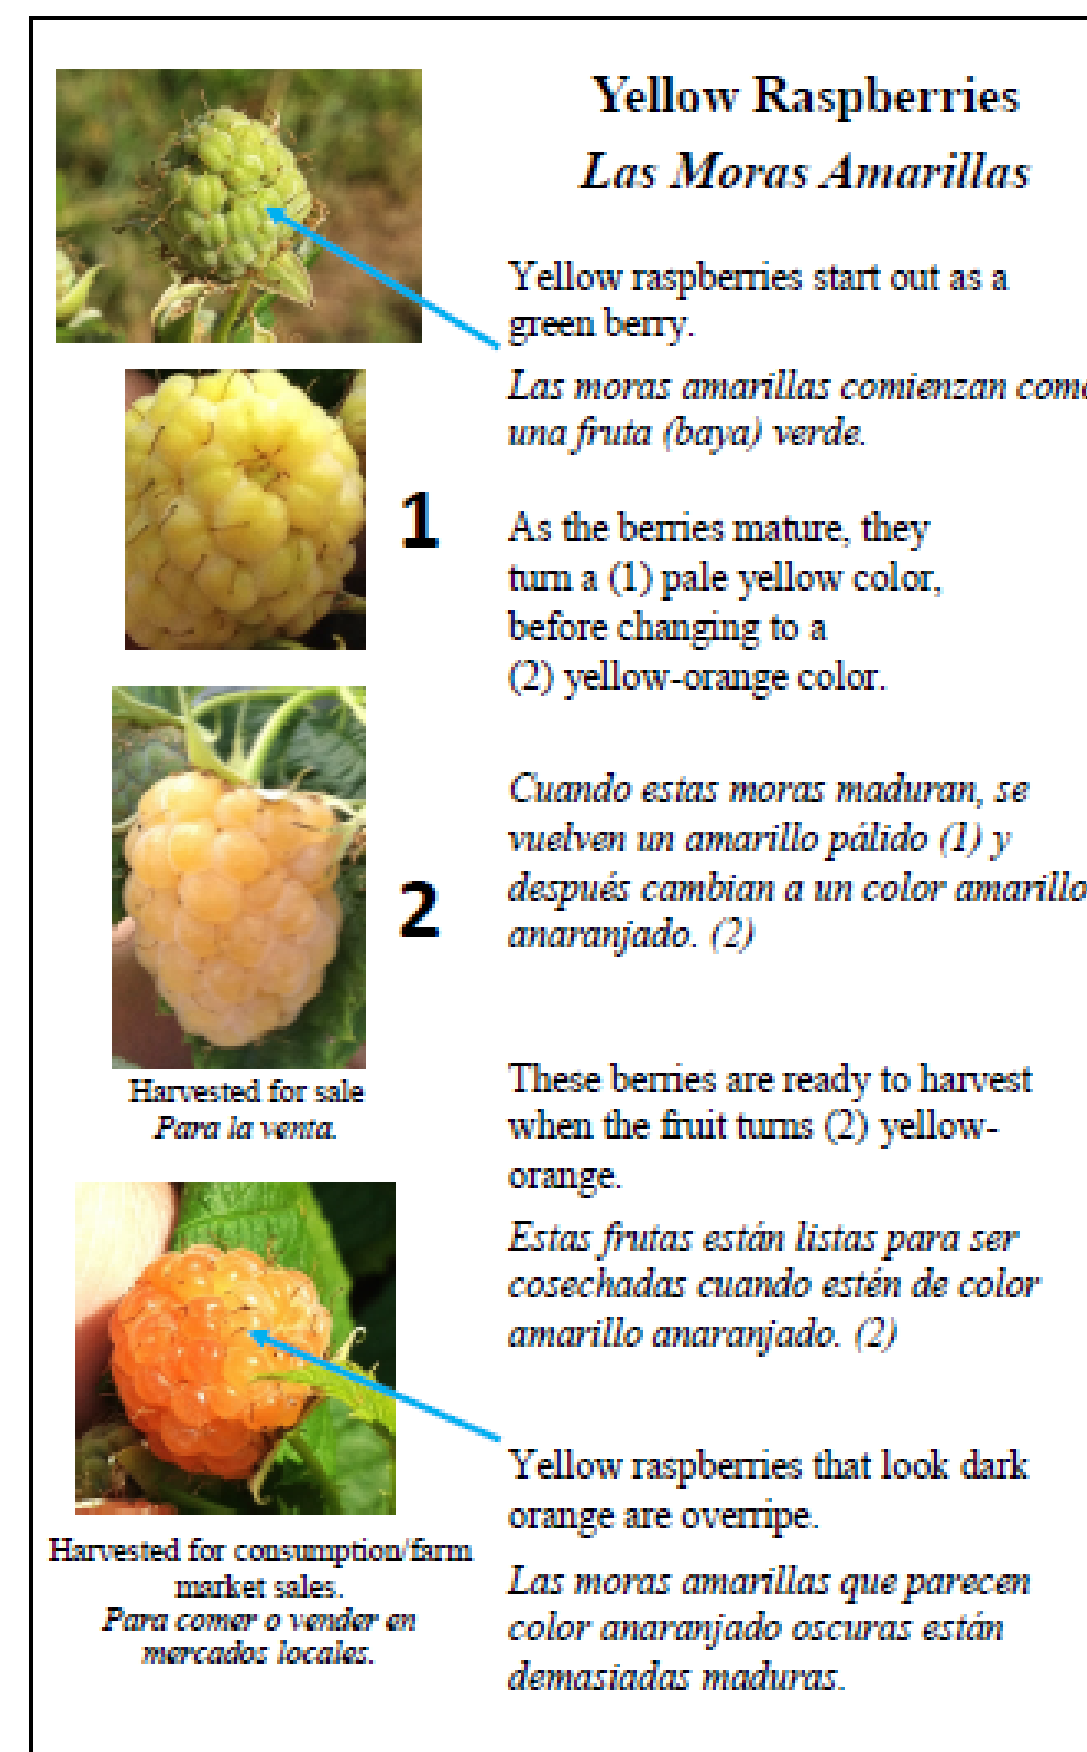 Yellow Raspberries
Las Moras Amarillas
Yellow raspberries start out as a
green berry.
Las moras amarillas comienzan como
una fruta (baya) verde.
1
As the berries mature, they
turn a (1) pale yellow color,
before changing to a
(2) yellow-orange color.
Cuando estas moras maduran, se
vuelven un amarillo pálido (1) y
después cambian a un color amarillo
anaranjado. (2)
2
Harvested for sale
Para la venta.
These berries are ready to harvest
when the fruit turns (2) yellow-
orange.
Estas frutas están listas para ser
cosechadas cuando estén de color
amarillo anaranjado. (2)
Yellow raspberries that look dark
orange are overripe.
Las moras amarillas que parecen
color anaranjado oscuras están
demasiadas maduras.
Harvested for consumption/farm
market sales.
Para comer o vender en
mercados locales.